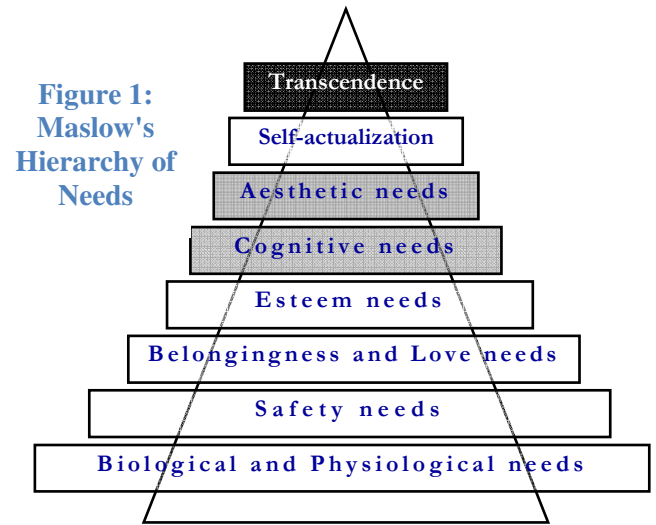 Figure 1:
Maslow's
Hierarchy of
Needs
Transcendence
Self-actualization
Aesthetic needs
Cognitive needs
Esteem needs
Belongingness and Love needs
Safety needs
Biological and Physiological needs